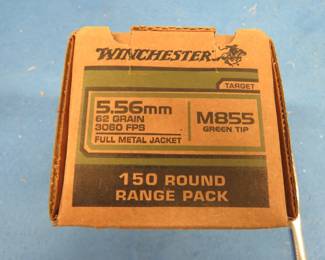 WINCHESTER
TARGET
5.56mm
62 GRAIN
3060 FPS
FULL METAL JACKET
M855
GREEN TIP
150 ROUND
RANGE PACK